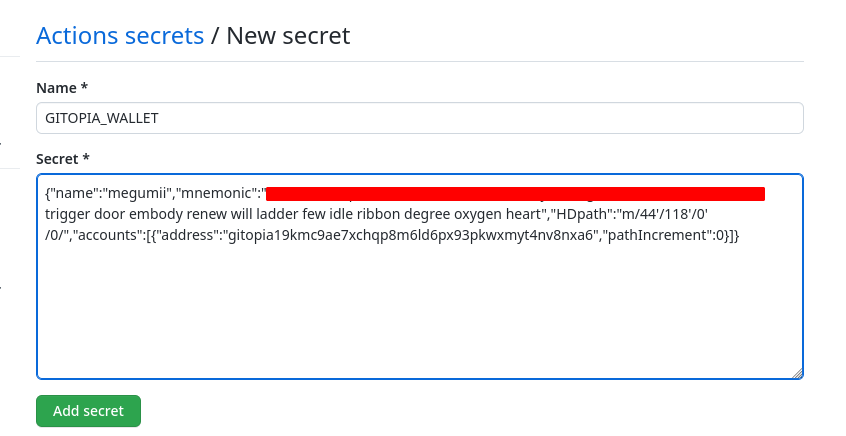 Actions secrets / New secret
Name *
GITOPIA_WALLET
Secret *
{"name":"megumii","mnemonic":"
trigger door embody renew will ladder few idle ribbon degree oxygen heart","HDpath":"m/44'/118'/0'
/0/","accounts":[{"address":"gitopia19kmc9ae7xchqp8m6ld6px93pkwxmyt4nv8nxa6","pathIncrement":0}]}
Add secret